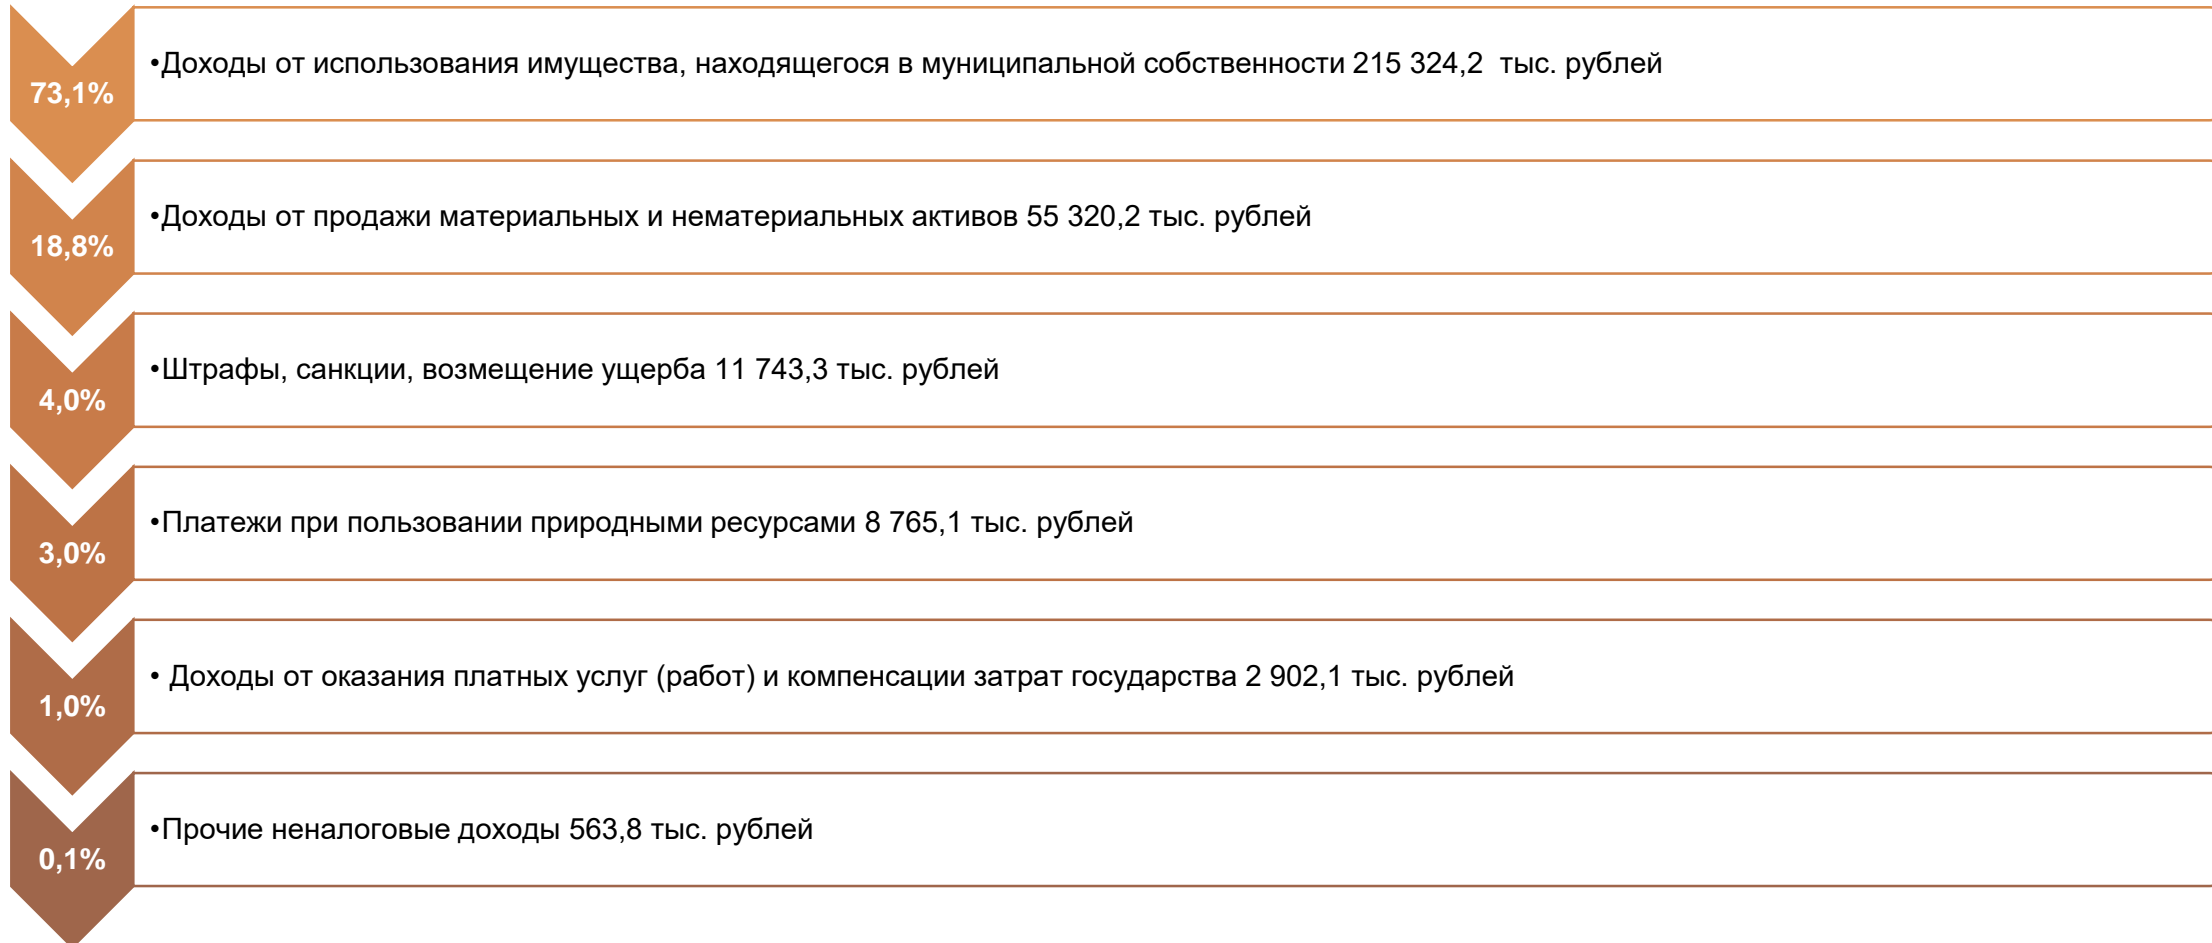 •Доходы от использования имущества, находящегося в муниципальной собственности 215 324,2  тыс. рублей
73,1%
•Доходы от продажи материальных и нематериальных активов 55 320,2 тыс. рублей
18,8%
•Штрафы, санкции, возмещение ущерба 11 743,3 тыс. рублей
4,0%
•Платежи при пользовании природными ресурсами 8 765,1 тыс. рублей
3,0%
• Доходы от оказания платных услуг (работ) и компенсации затрат государства 2 902,1 тыс. рублей
1,0%
•Прочие неналоговые доходы 563,8 тыс. рублей
0,1%